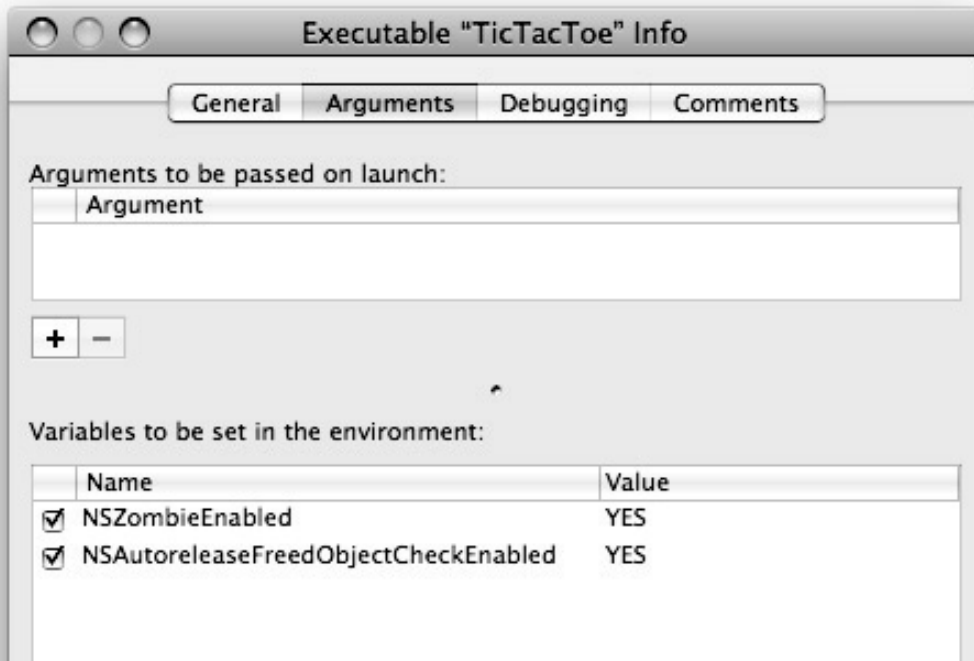 Executable “TicTacToe” Info
General Arguments Debugging Comments
Arguments to be passed on launch:
Argument
+ −
Variables to be set in the environment:
Name Value
NSZombieEnabled YES
NSAutoreleaseFreedObjectCheckEnabled YES